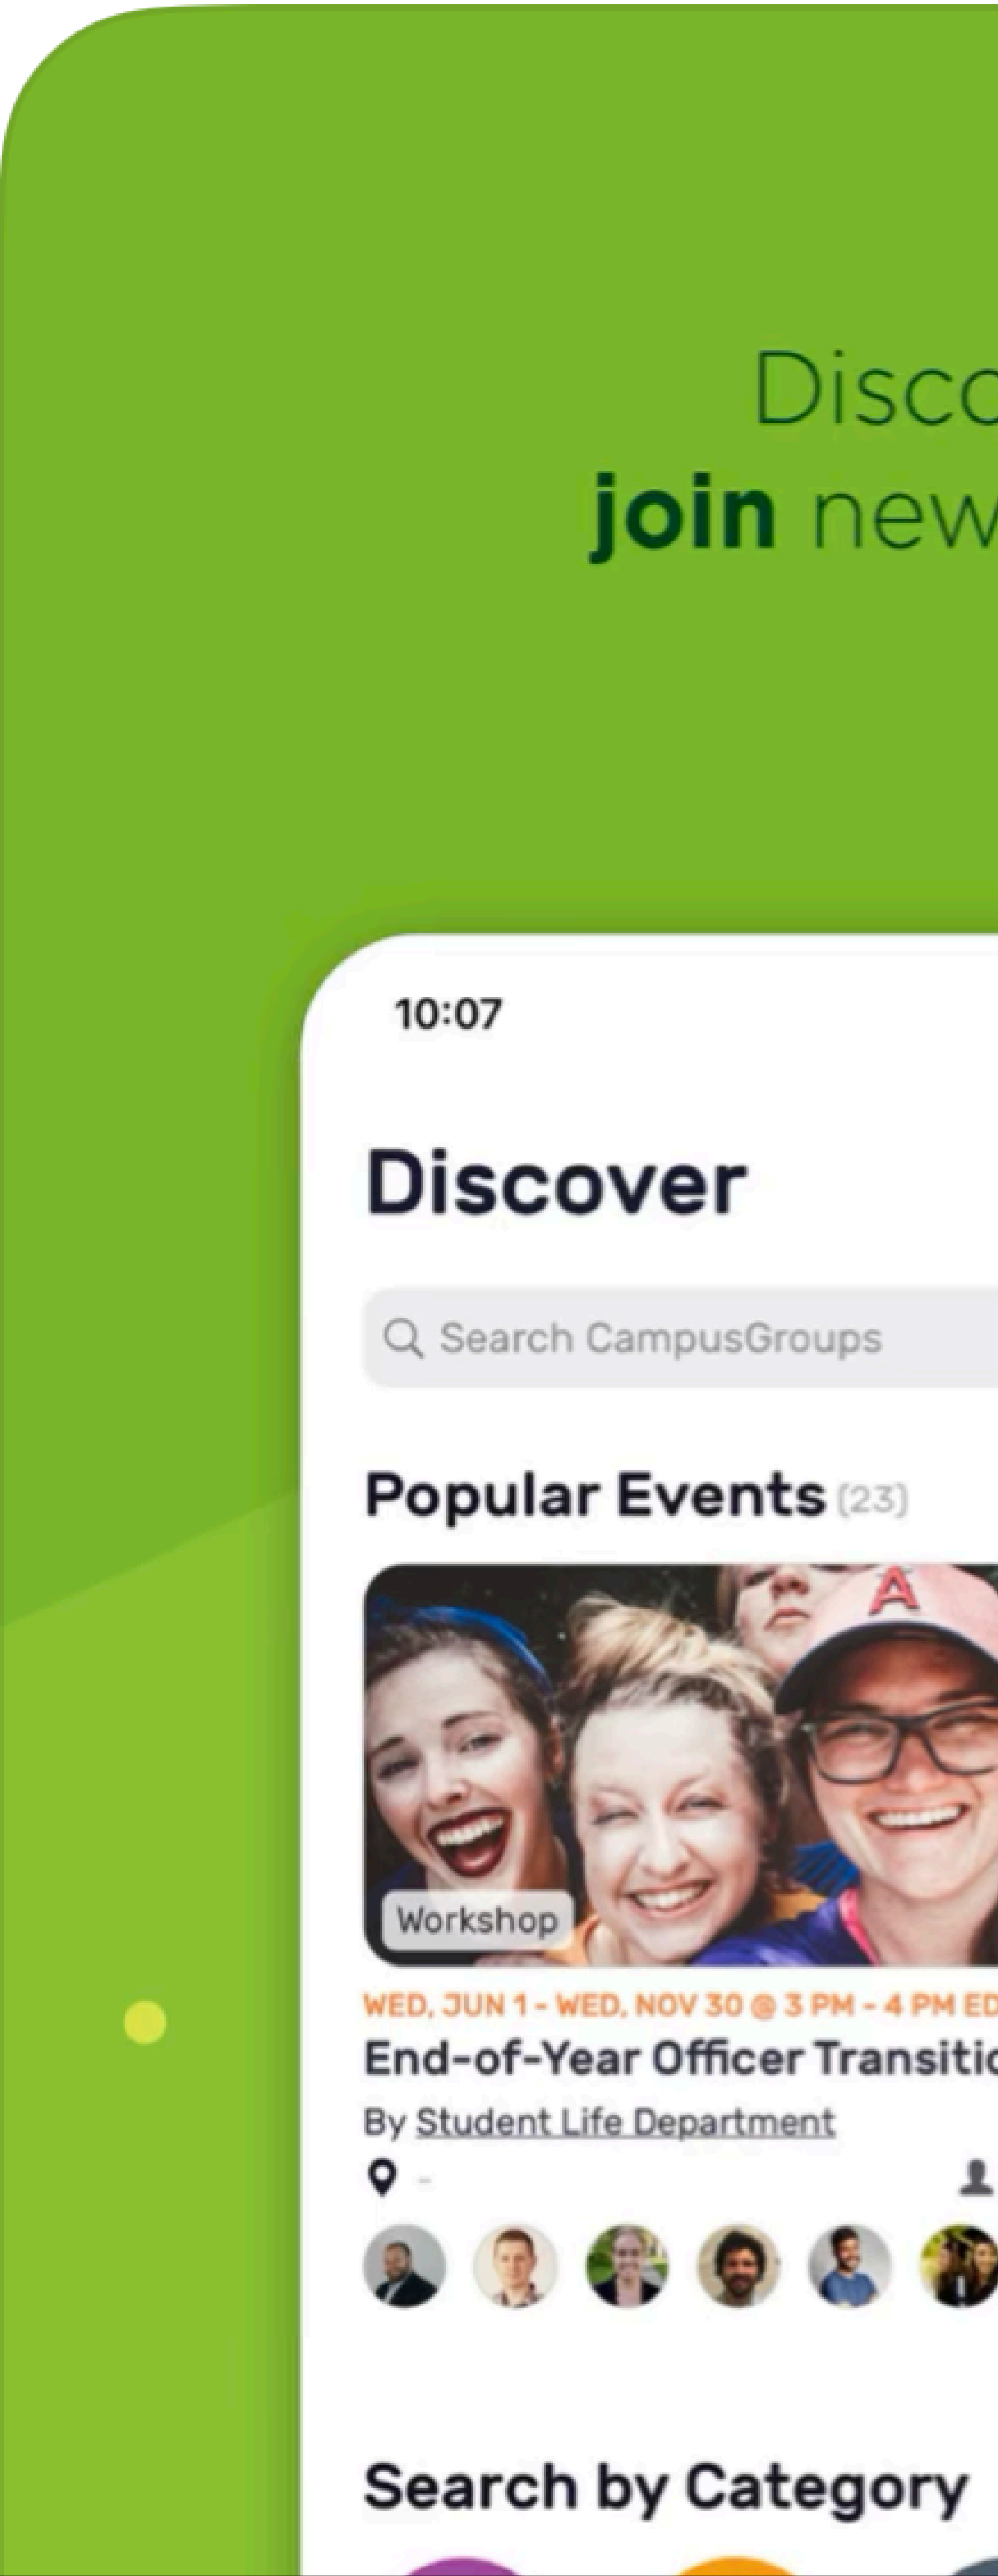 Disco
join new
10:07
Discover
Search CampusGroups
Popular Events (23)
A
Workshop
WED, JUN 1 - WED, NOV 30 @ 3 PM - 4 PM ED
End-of-Year Officer Transitio
By Student Life Department
-
Search by Category